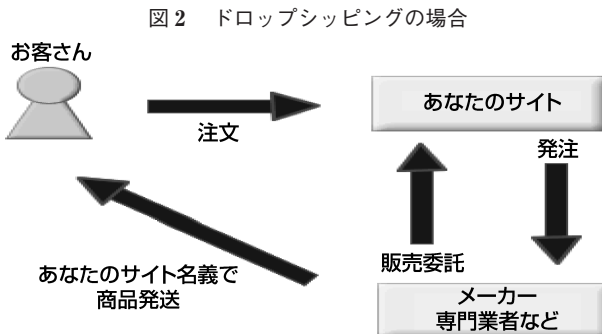 図2　ドロップシッピングの場合
お客さん
あなたのサイト
注文
発注
販売委託
あなたのサイト名義で
商品発送
メーカー
専門業者など